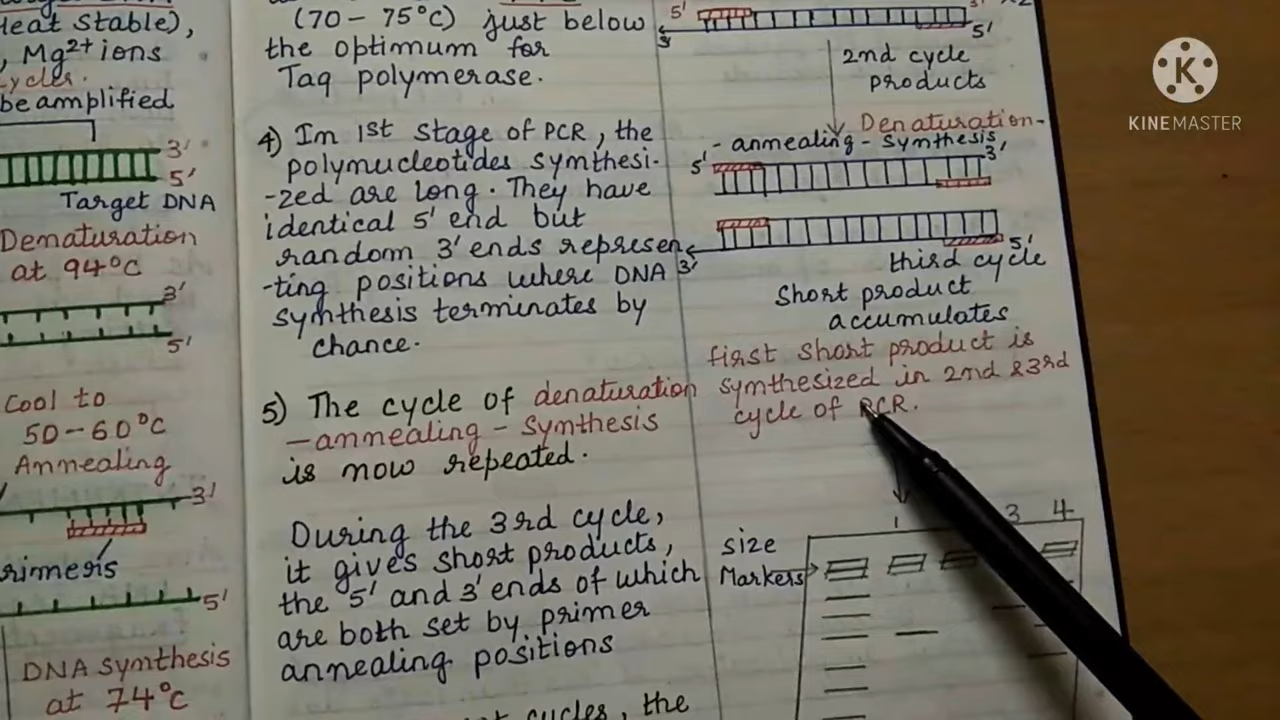 Heat Stable),
, Mg2+ ions
cycles.
be amplified
3'
5'
Target DNA
Denaturation
at 94°C
3'
5'
Cool to
50-60°C
Annealing
3'
rimers
5'
DNA synthesis
at 74°C
(70-75°C) just below
the optimum for
Taq polymerase.
4) In 1st stage of PCR, the
polynucleotides synthesi-
-zed are long. They have
identical 5' end but
random 3' ends represen
-ting positions where DNA
synthesis terminates by
chance.
5) The cycle of denaturation
-annealing - synthesis
is now repeated.
During the 3rd cycle,
it gives short products,
the 5' and 3' ends of which
are both set by primer
annealing positions
cycles, the
5'
3'
5'
2nd cycle
products
Denaturation-
- annealing - synthesis
5'
3'
5'
3'
third cycle
Short product
accumulates
first short product is
synthesized in 2nd & 3rd
cycle of PCR.
1 3 4
Size
Markers
KINEMASTER